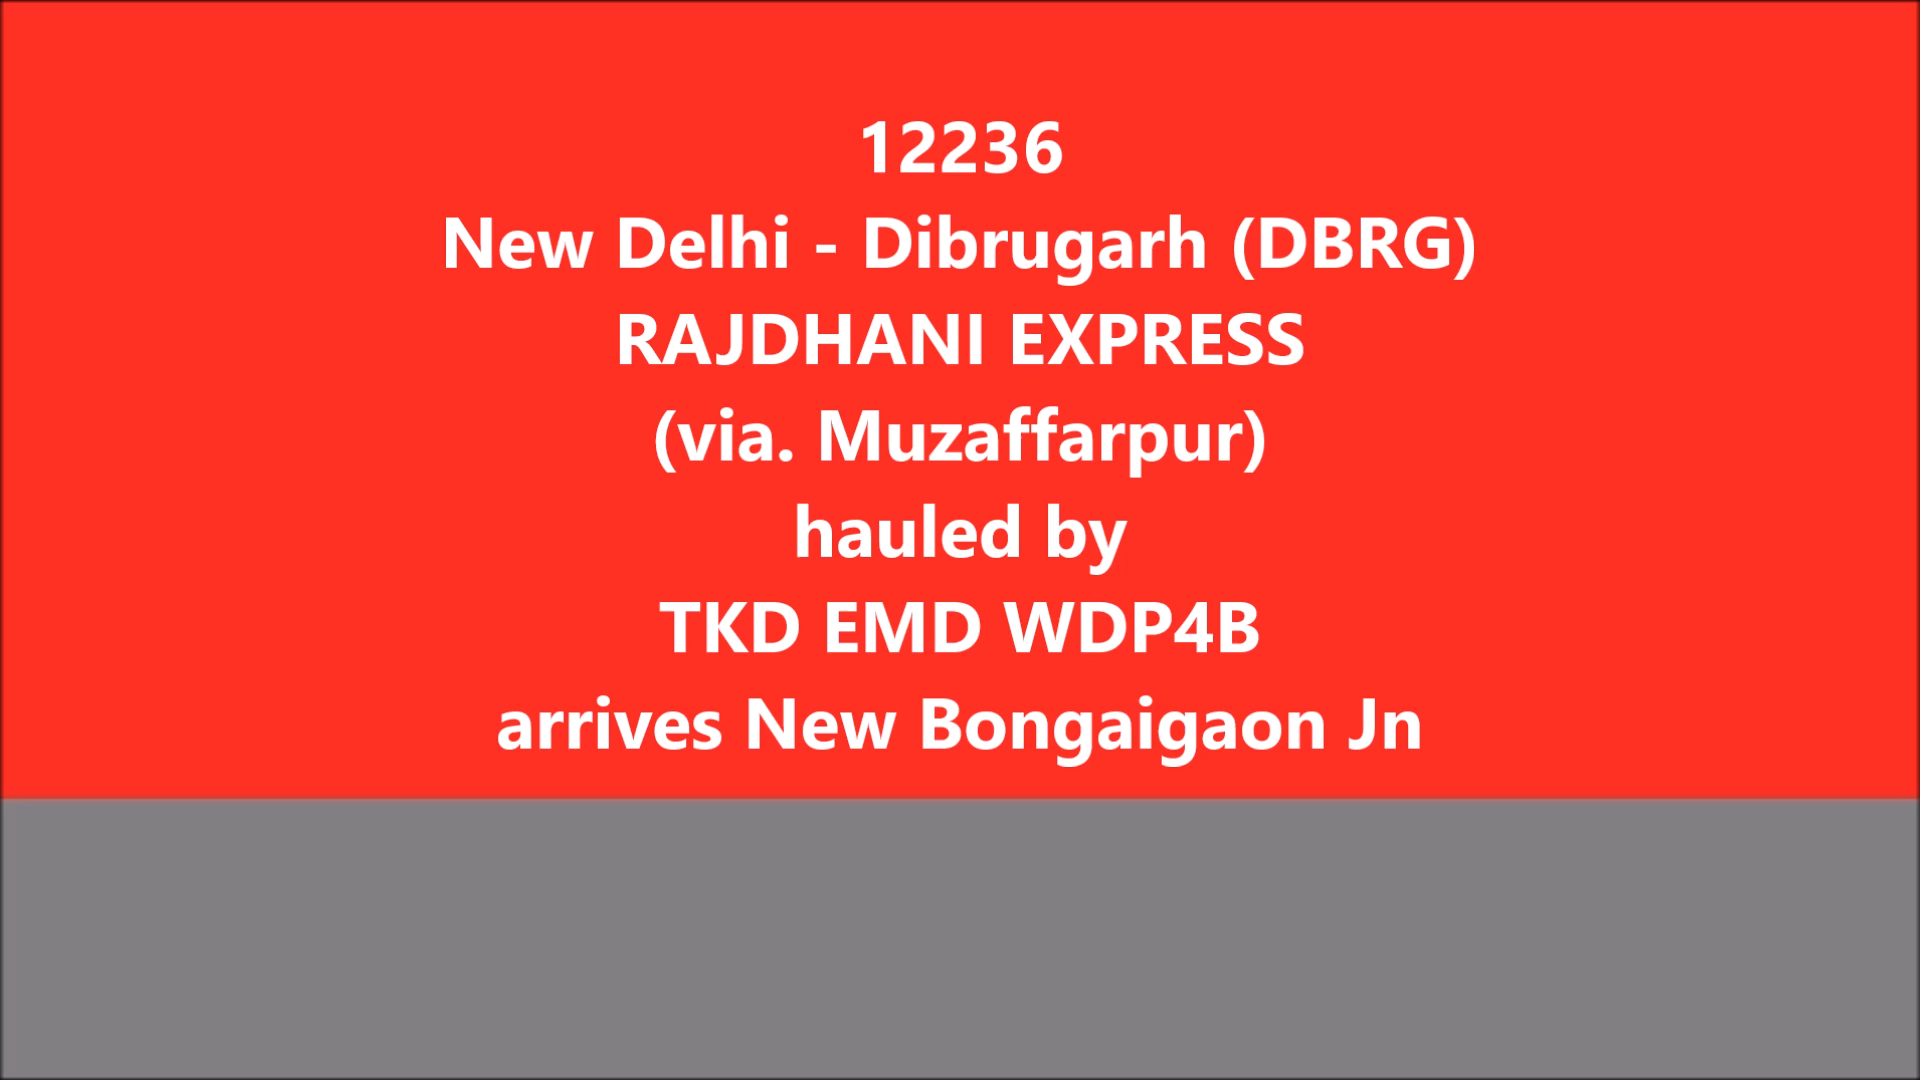 12236
New Delhi - Dibrugarh (DBRG)
RAJDHANI EXPRESS
(via. Muzaffarpur)
hauled by
TKD EMD WDP4B
arrives New Bongaigaon Jn